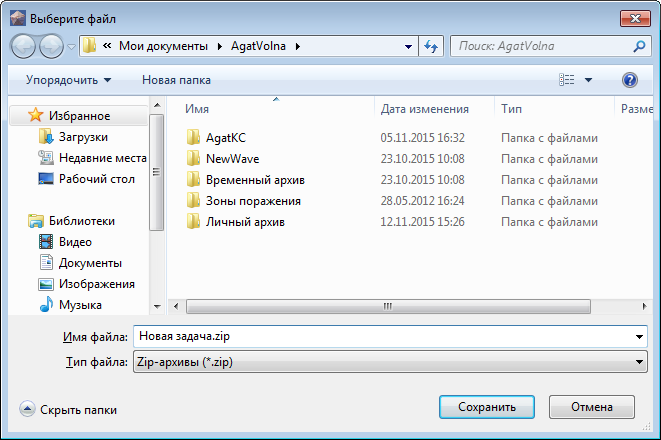 Выберите файл
« Мои документы AgatVolna
Поиск: AgatVolna
Упорядочить Новая папка
Имя Дата изменения Тип Разме
Избранное
Загрузки
Недавние места
Рабочий стол
Библиотеки
Видео
Документы
Изображения
Музыка
AgatKC 05.11.2015 16:32 Папка с файлами
NewWave 23.10.2015 10:08 Папка с файлами
Временный архив 23.10.2015 10:08 Папка с файлами
Зоны поражения 28.05.2012 16:24 Папка с файлами
Личный архив 12.11.2015 15:26 Папка с файлами
Имя файла: Новая задача.zip
Тип файла: Zip-архивы (*.zip)
Скрыть папки
Сохранить Отмена